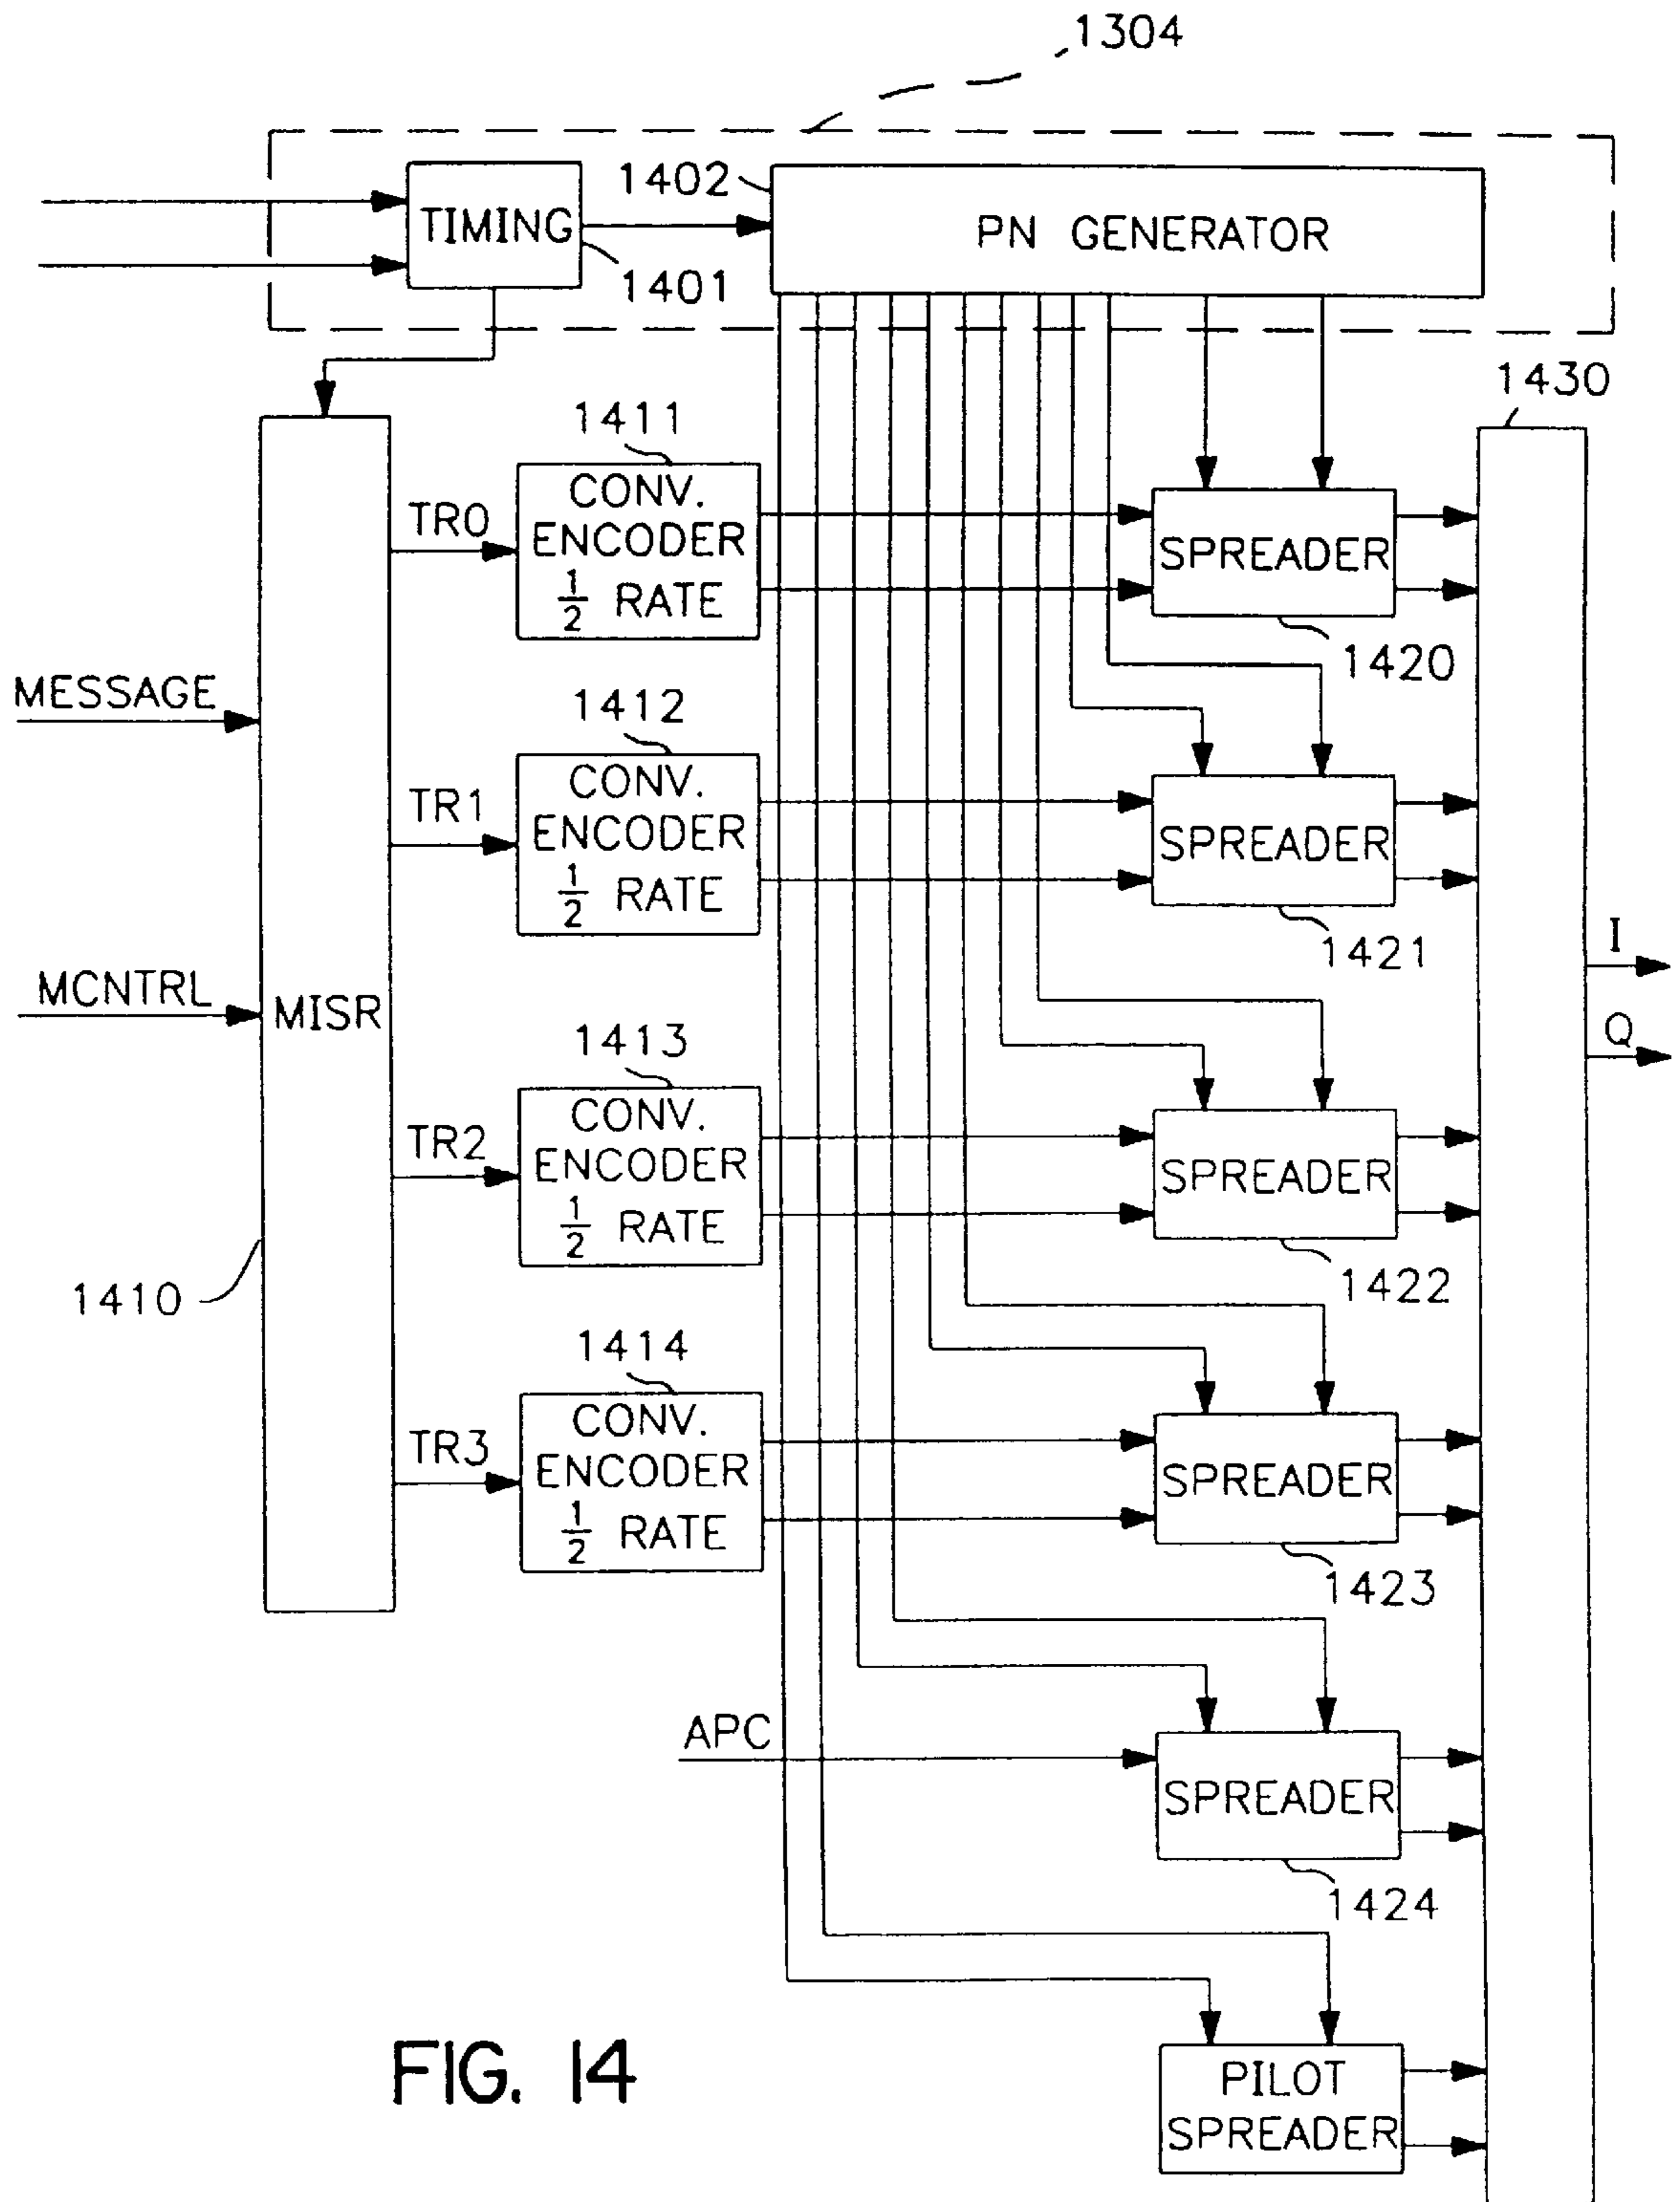 1304
1402
TIMING
PN GENERATOR
1401
1430
1411
CONV.
ENCODER
1/2 RATE
TR0
SPREADER
1420
MESSAGE
1412
CONV.
ENCODER
1/2 RATE
TR1
SPREADER
1421
I
MCNTRL
MISR
Q
1413
CONV.
ENCODER
1/2 RATE
TR2
SPREADER
1422
1410
1414
CONV.
ENCODER
1/2 RATE
TR3
SPREADER
1423
APC
SPREADER
1424
PILOT
SPREADER
FIG. 14